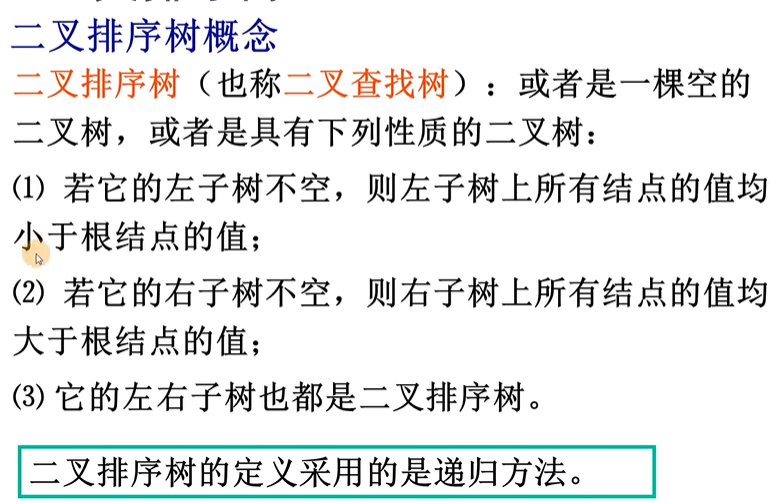 二叉排序树概念
二叉排序树（也称二叉查找树）：或者是一棵空的
二叉树，或者是具有下列性质的二叉树：
⑴ 若它的左子树不空，则左子树上所有结点的值均
小于根结点的值；
⑵ 若它的右子树不空，则右子树上所有结点的值均
大于根结点的值；
⑶ 它的左右子树也都是二叉排序树。
二叉排序树的定义采用的是递归方法。